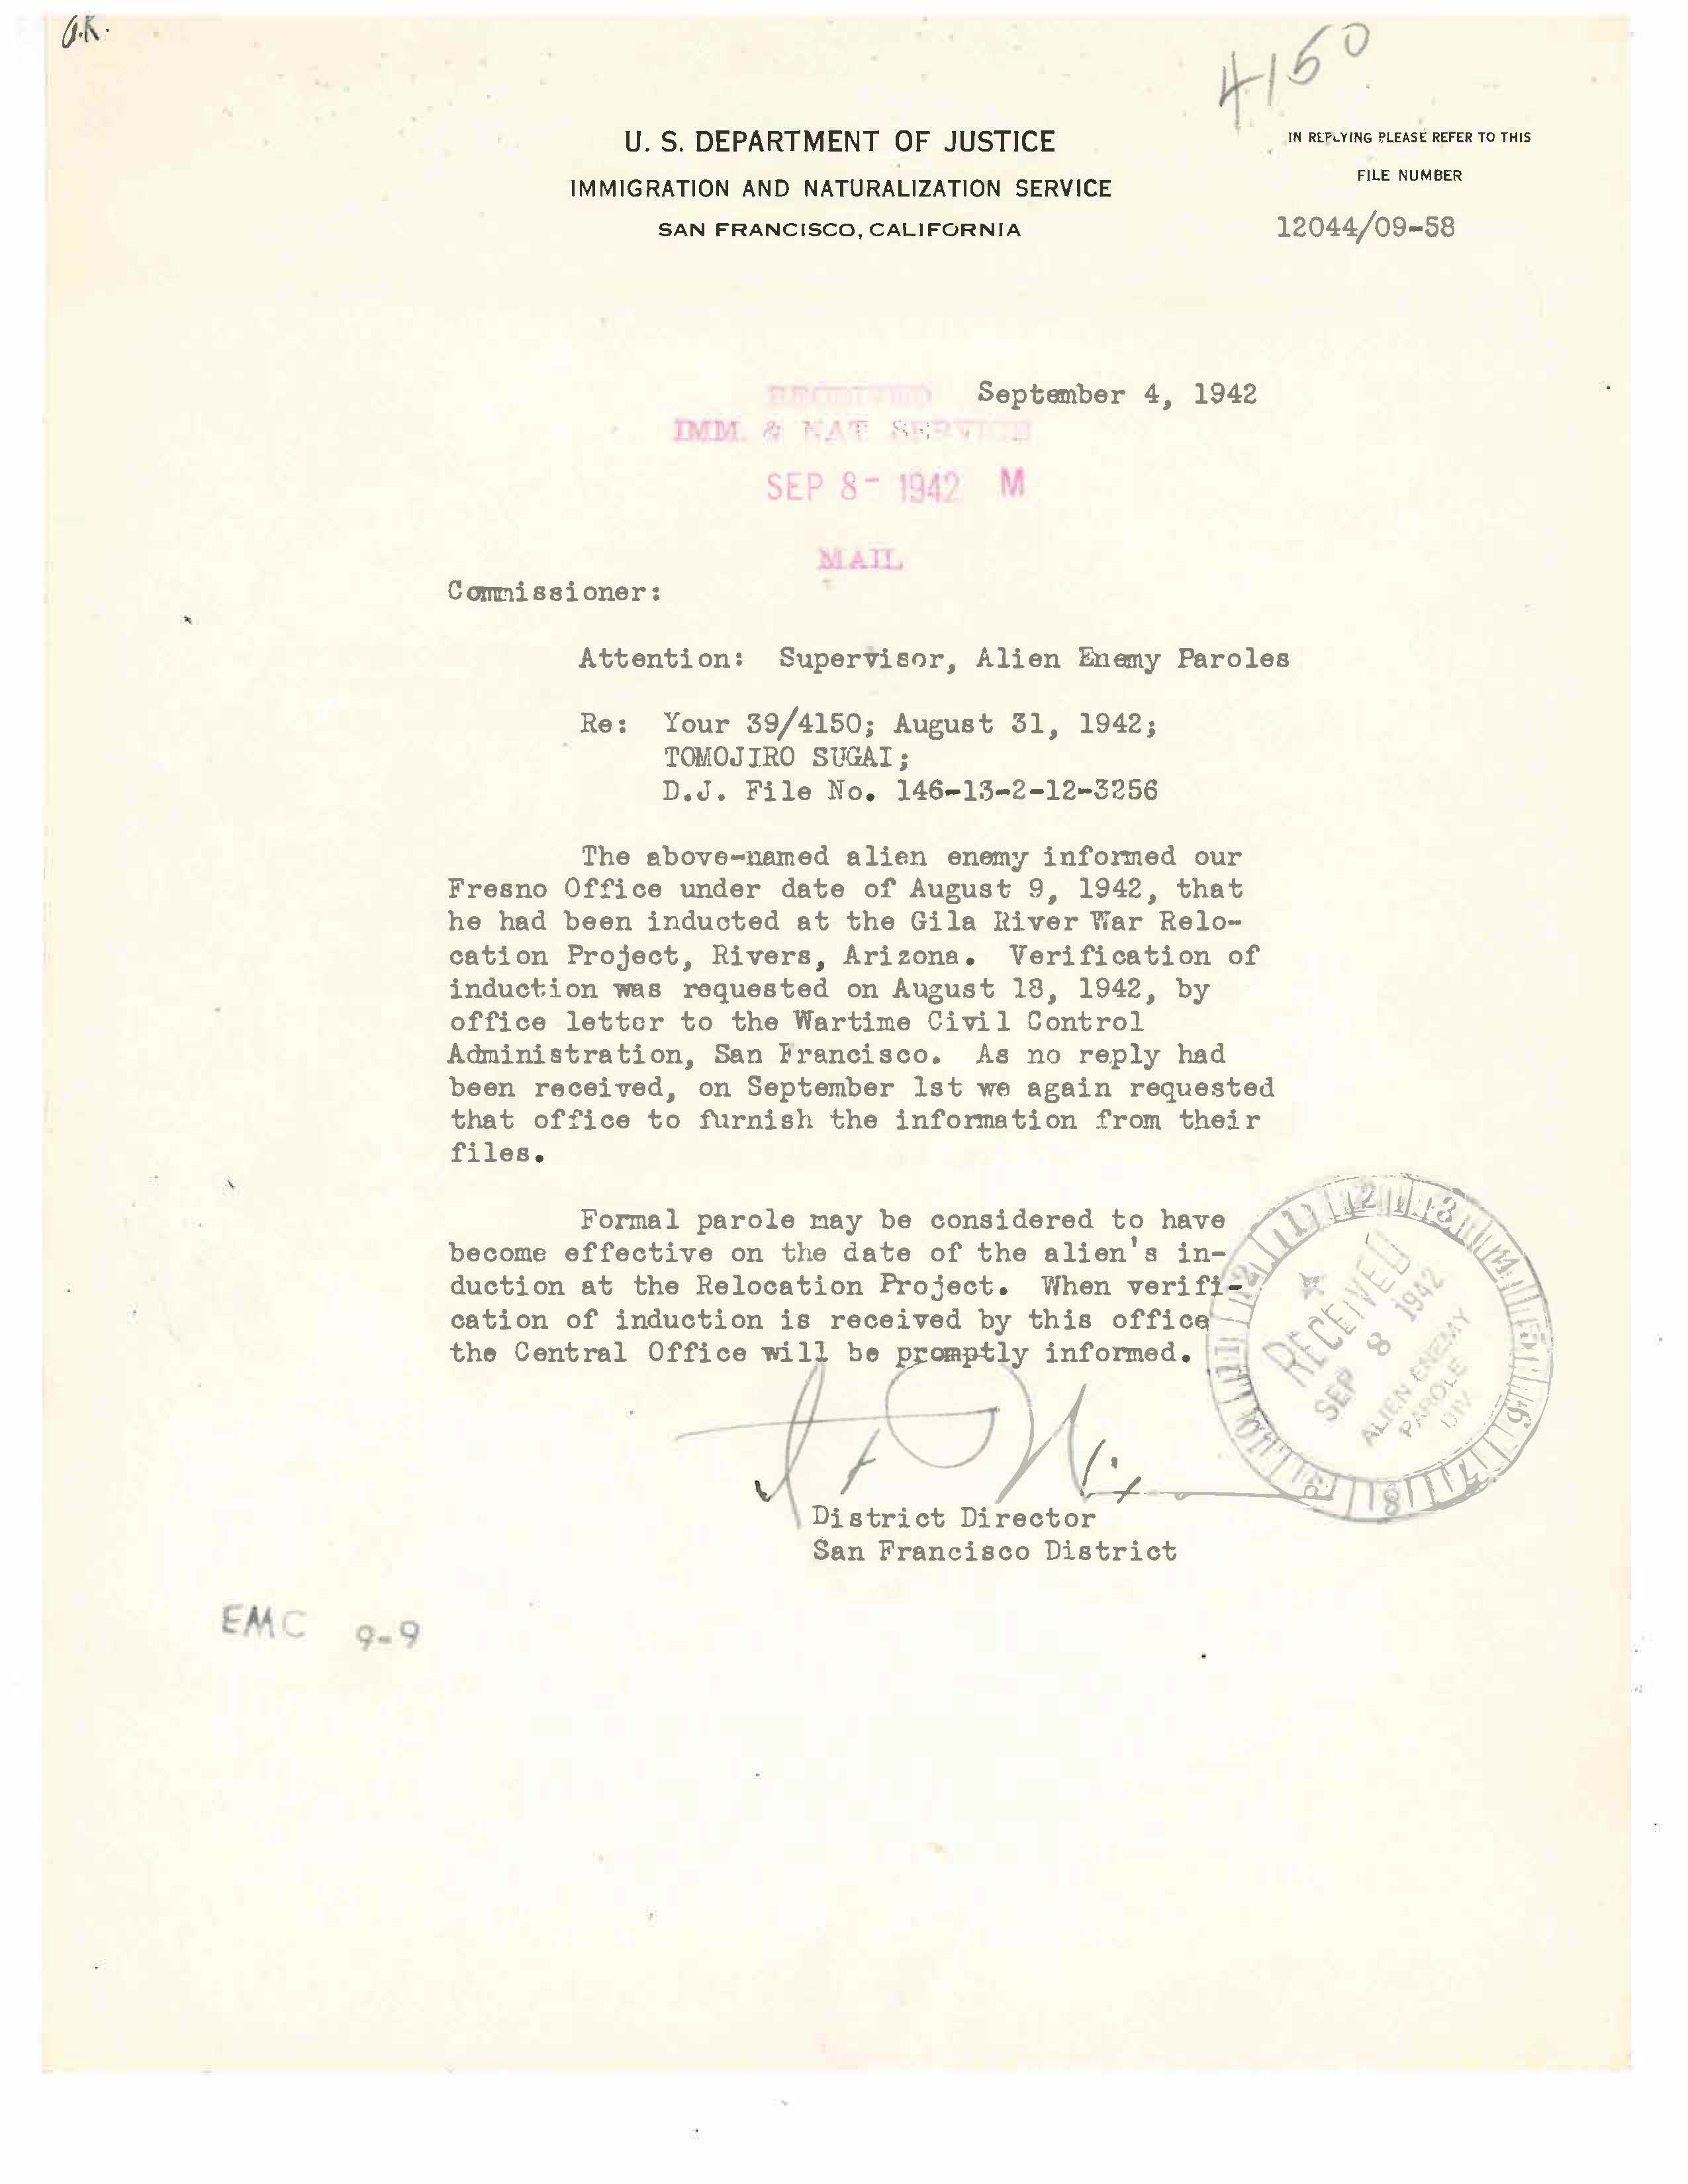 O.K.
4150
U. S. DEPARTMENT OF JUSTICE
IMMIGRATION AND NATURALIZATION SERVICE
SAN FRANCISCO, CALIFORNIA
IN REPLYING PLEASE REFER TO THIS
FILE NUMBER
12044/09-58
September 4, 1942
RECEIVED
IMM. & NAT SERVICE
SEP 8- 1942 M
MAIL
Commissioner:
Attention: Supervisor, Alien Enemy Paroles
Re: Your 39/4150; August 31, 1942;
TOMOJIRO SUGAI;
D.J. File No. 146-13-2-12-3256
The above-named alien enemy informed our
Fresno Office under date of August 9, 1942, that
he had been inducted at the Gila River War Relo-
cation Project, Rivers, Arizona. Verification of
induction was requested on August 18, 1942, by
office letter to the Wartime Civil Control
Administration, San Francisco. As no reply had
been received, on September 1st we again requested
that office to furnish the information from their
files.
Formal parole may be considered to have
become effective on the date of the alien's in-
duction at the Relocation Project. When verifi-
cation of induction is received by this office
the Central Office will be promptly informed.
RECEIVED
SEP 8 1942
ALIEN ENEMY
PAROLE
DIV
District Director
San Francisco District
EMC 9-9